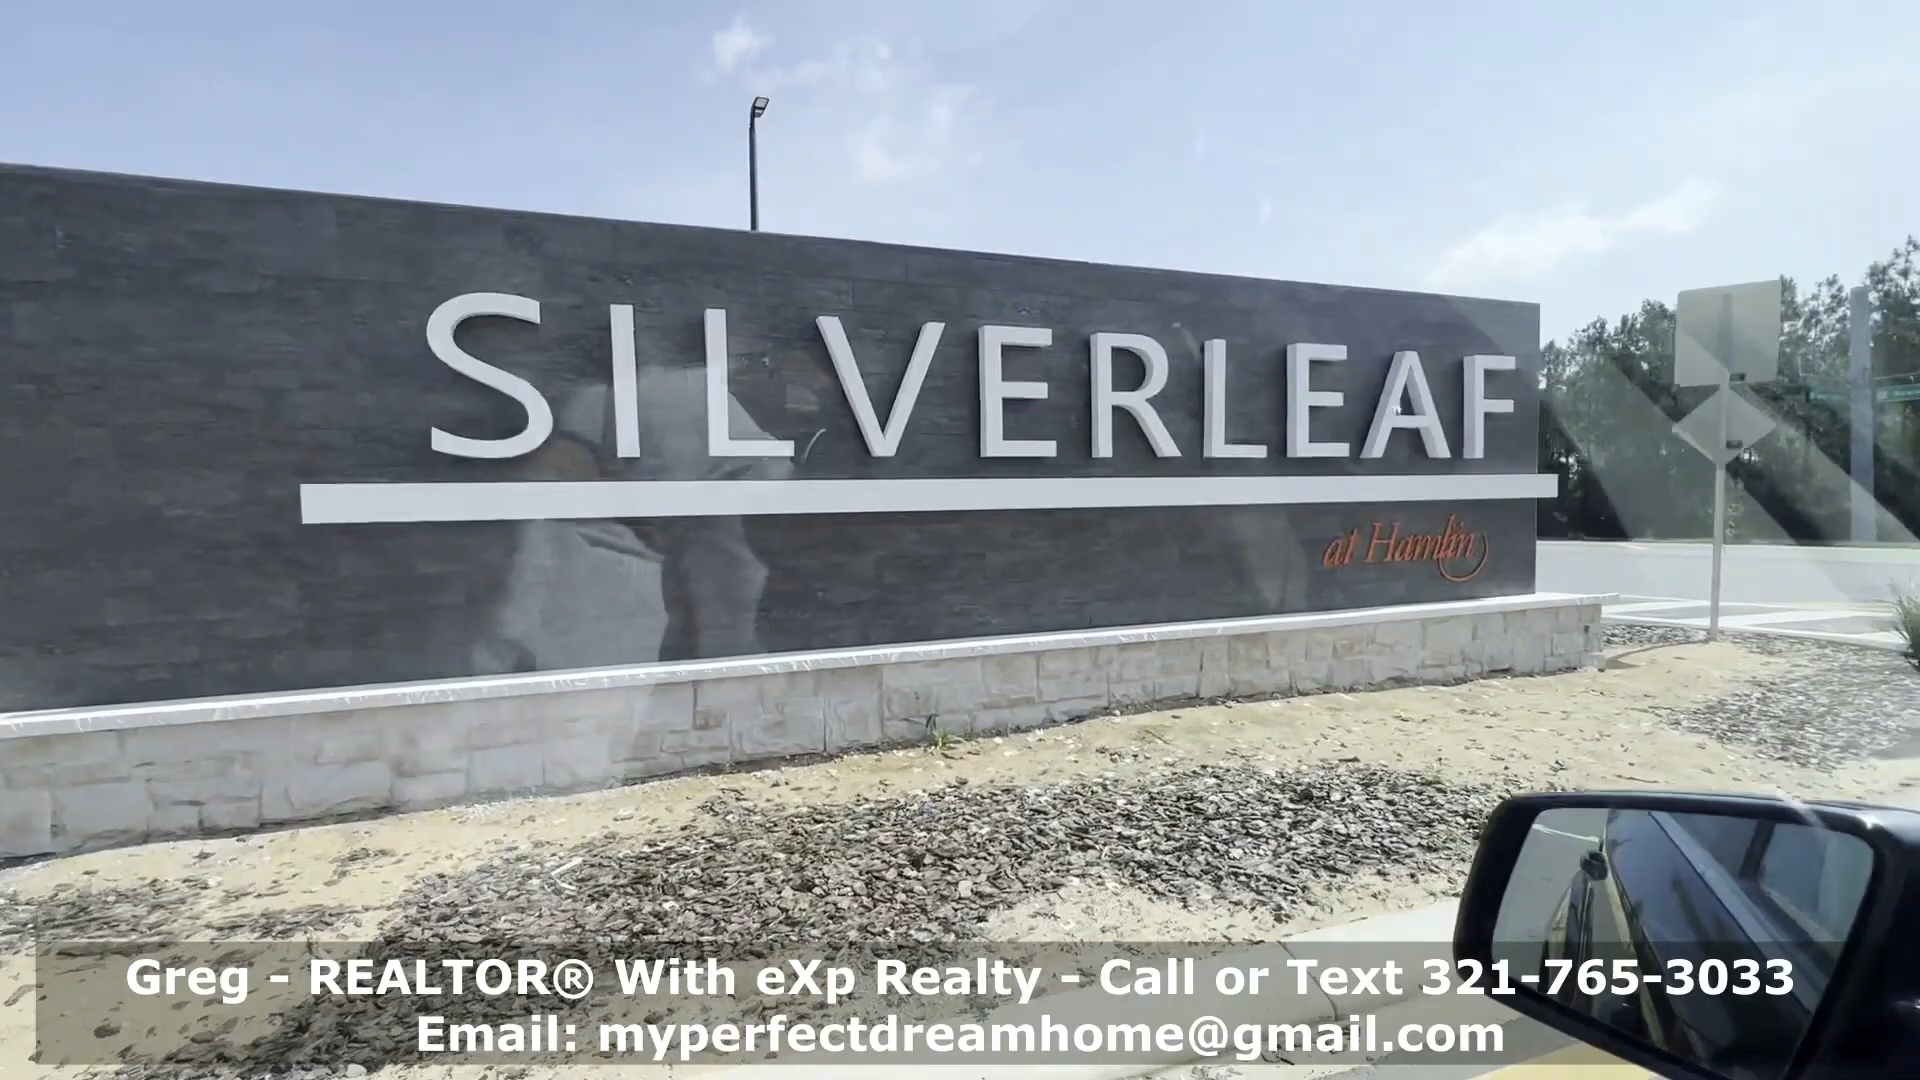 SILVERLEAF
at Hamlin
Greg - REALTOR® With eXp Realty - Call or Text 321-765-3033
Email: myperfectdreamhome@gmail.com